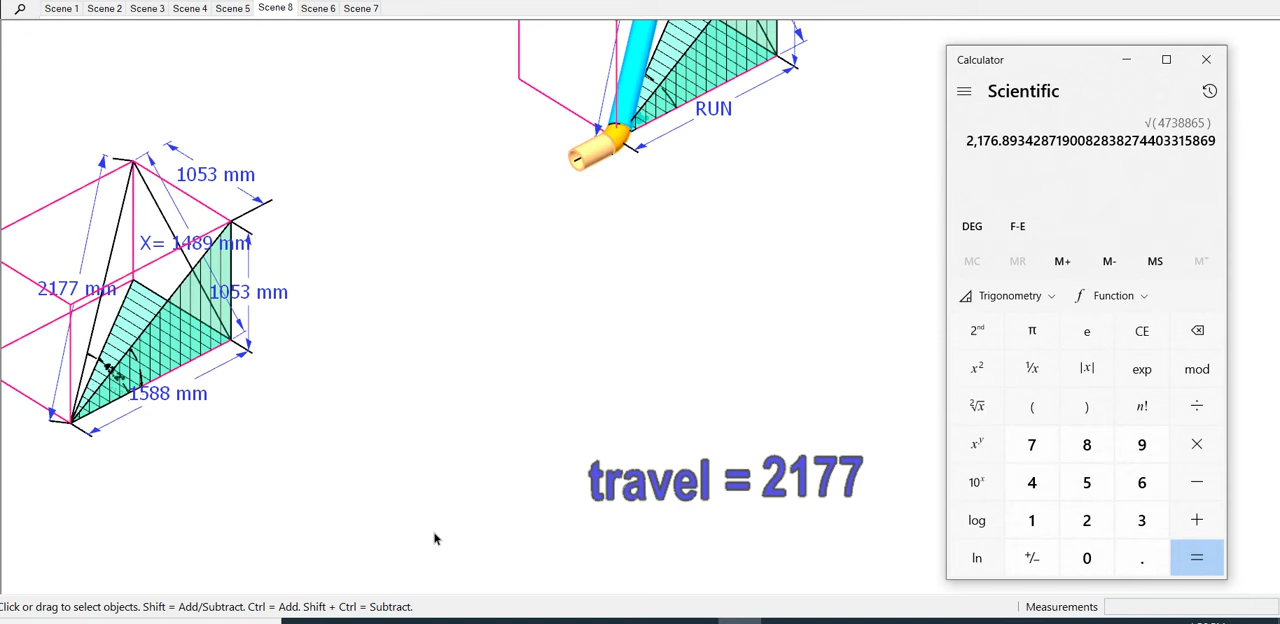 Scene 1 Scene 2 Scene 3 Scene 4 Scene 5 Scene 8 Scene 6 Scene 7
RUN
1053 mm
X= 1489 mm
2177 mm
1053 mm
1588 mm
travel = 2177
Calculator
Scientific
√(4738865)
2,176.8934287190082838274403315869
DEG F-E
MC MR M+ M- MS M˅
Trigonometry f Function
2nd π e CE
x² ¹/x |x| exp mod
²√x ( ) n! ÷
xʸ 7 8 9 ×
10ˣ 4 5 6 −
log 1 2 3 +
ln +/− 0 . =
Click or drag to select objects. Shift = Add/Subtract. Ctrl = Add. Shift + Ctrl = Subtract.
Measurements